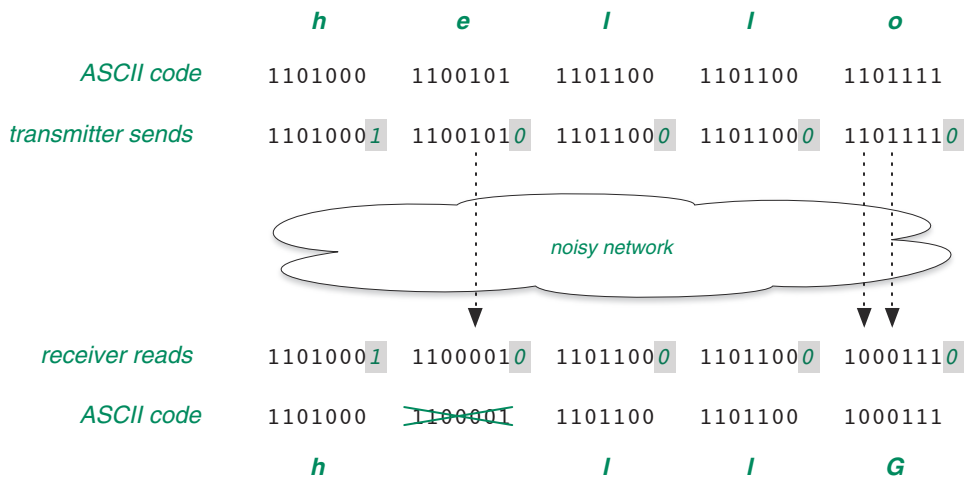 h e l l o
ASCII code 1101000 1100101 1101100 1101100 1101111
transmitter sends 11010001 11001010 11011000 11011000 11011110
noisy network
receiver reads 11010001 11000010 11011000 11011000 10001110
ASCII code 1101000 1100001 1101100 1101100 1000111
h l l G